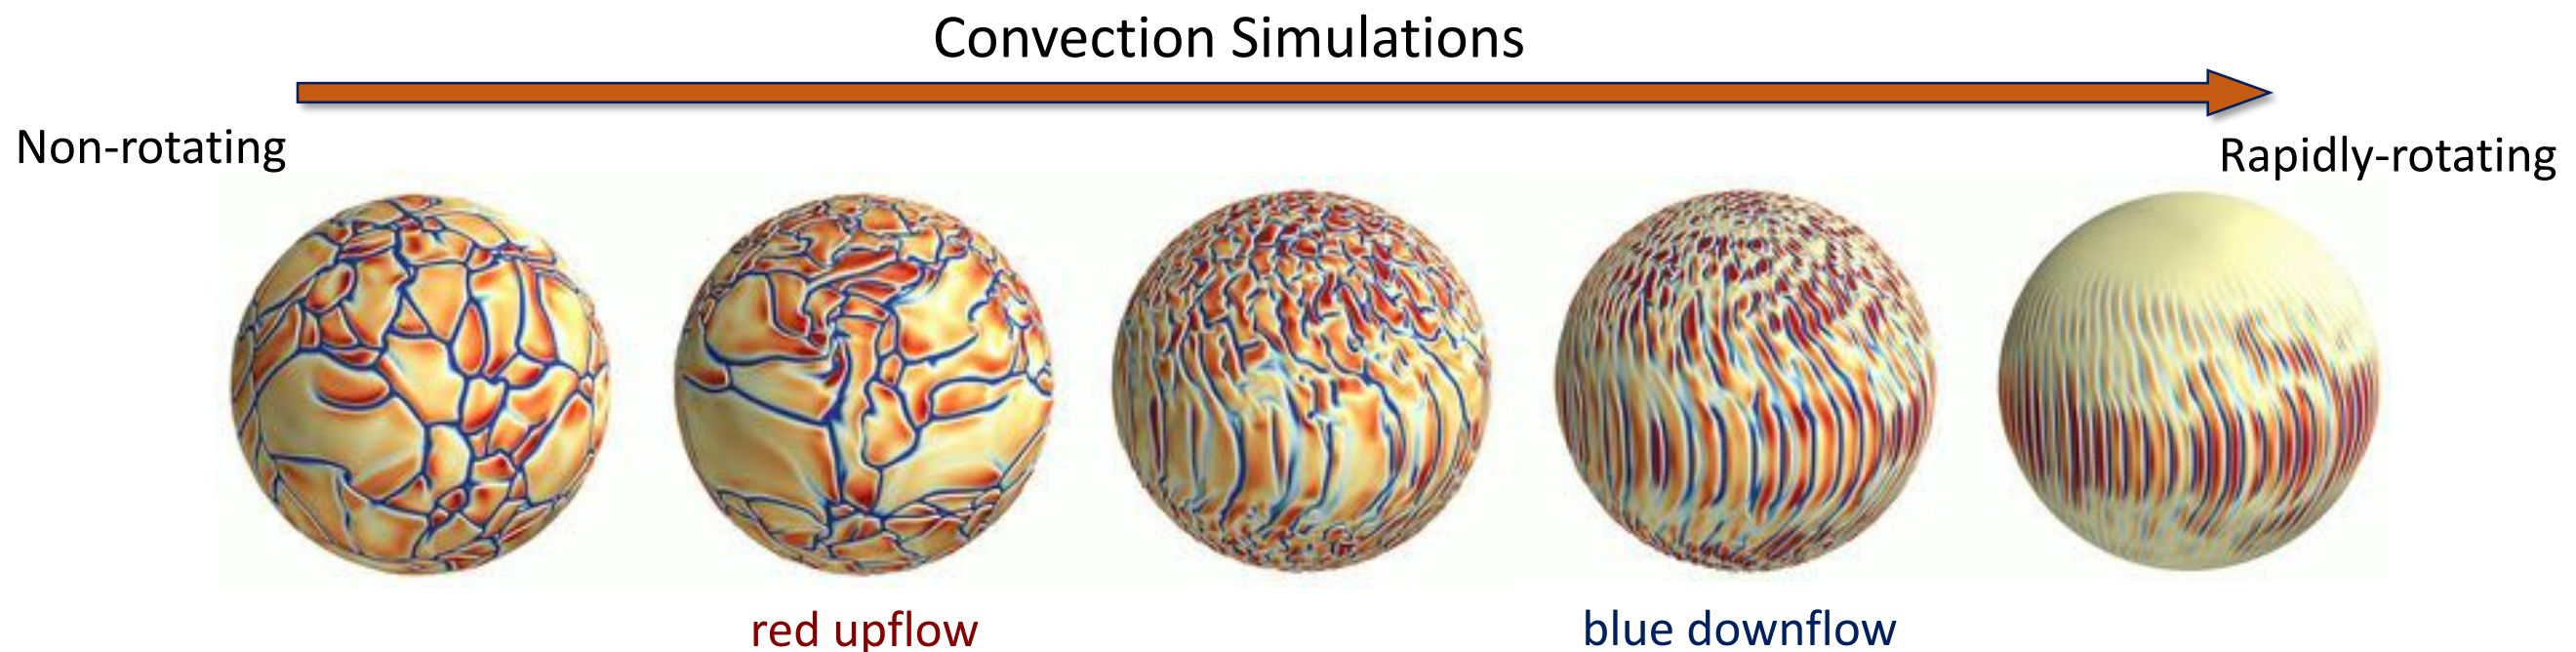 Convection Simulations
Non-rotating
Rapidly-rotating
red upflow
blue downflow